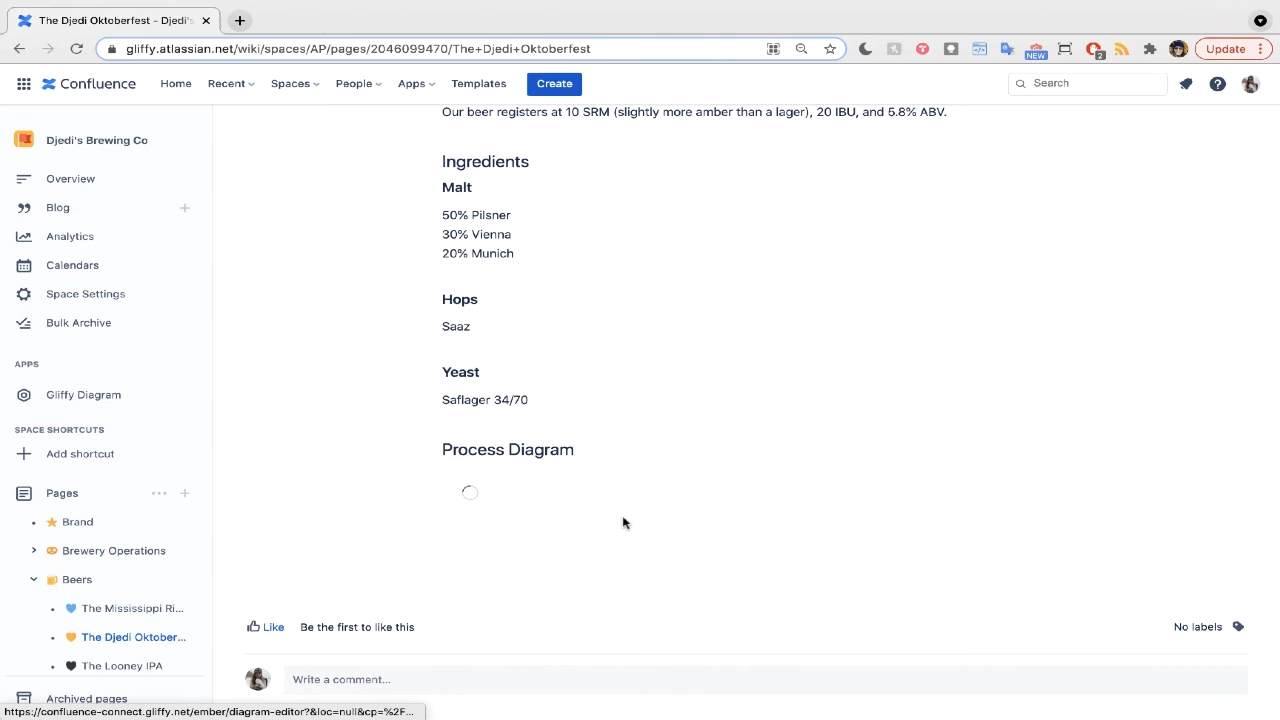 The Djedi Oktoberfest - Djedi's
gliffy.atlassian.net/wiki/spaces/AP/pages/2046099470/The+Djedi+Oktoberfest
NEW
2
Update
Confluence
Home
Recent
Spaces
People
Apps
Templates
Create
Search
Djedi's Brewing Co
Overview
Blog
Analytics
Calendars
Space Settings
Bulk Archive
APPS
Gliffy Diagram
SPACE SHORTCUTS
Add shortcut
Pages
Brand
Brewery Operations
Beers
The Mississippi Ri...
The Djedi Oktober...
The Looney IPA
Archived pages
Our beer registers at 10 SRM (slightly more amber than a lager), 20 IBU, and 5.8% ABV.
Ingredients
Malt
50% Pilsner
30% Vienna
20% Munich
Hops
Saaz
Yeast
Saflager 34/70
Process Diagram
Like
Be the first to like this
No labels
Write a comment...
https://confluence-connect.gliffy.net/ember/diagram-editor?&loc=null&cp=%2F...